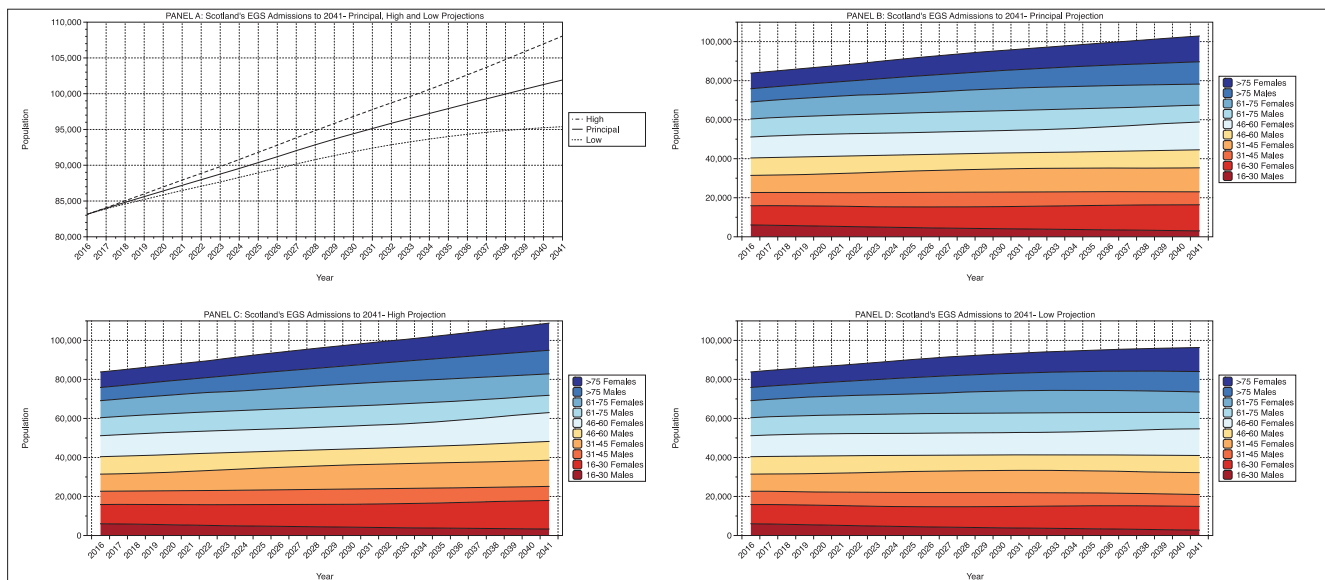 PANEL A: Scotland's EGS Admissions to 2041- Principal, High and Low Projections
110,000
105,000
100,000
95,000
90,000
85,000
80,000
Population
High
Principal
Low
2016 2017 2018 2019 2020 2021 2022 2023 2024 2025 2026 2027 2028 2029 2030 2031 2032 2033 2034 2035 2036 2037 2038 2039 2040 2041
Year
PANEL B: Scotland's EGS Admissions to 2041- Principal Projection
100,000
80,000
60,000
40,000
20,000
0
Population
>75 Females
>75 Males
61-75 Females
61-75 Males
46-60 Females
46-60 Males
31-45 Females
31-45 Males
16-30 Females
16-30 Males
2016 2017 2018 2019 2020 2021 2022 2023 2024 2025 2026 2027 2028 2029 2030 2031 2032 2033 2034 2035 2036 2037 2038 2039 2040 2041
Year
PANEL C: Scotland's EGS Admissions to 2041- High Projection
100,000
80,000
60,000
40,000
20,000
0
Population
>75 Females
>75 Males
61-75 Females
61-75 Males
46-60 Females
46-60 Males
31-45 Females
31-45 Males
16-30 Females
16-30 Males
2016 2017 2018 2019 2020 2021 2022 2023 2024 2025 2026 2027 2028 2029 2030 2031 2032 2033 2034 2035 2036 2037 2038 2039 2040 2041
Year
PANEL D: Scotland's EGS Admissions to 2041- Low Projection
100,000
80,000
60,000
40,000
20,000
0
Population
>75 Females
>75 Males
61-75 Females
61-75 Males
46-60 Females
46-60 Males
31-45 Females
31-45 Males
16-30 Females
16-30 Males
2016 2017 2018 2019 2020 2021 2022 2023 2024 2025 2026 2027 2028 2029 2030 2031 2032 2033 2034 2035 2036 2037 2038 2039 2040 2041
Year